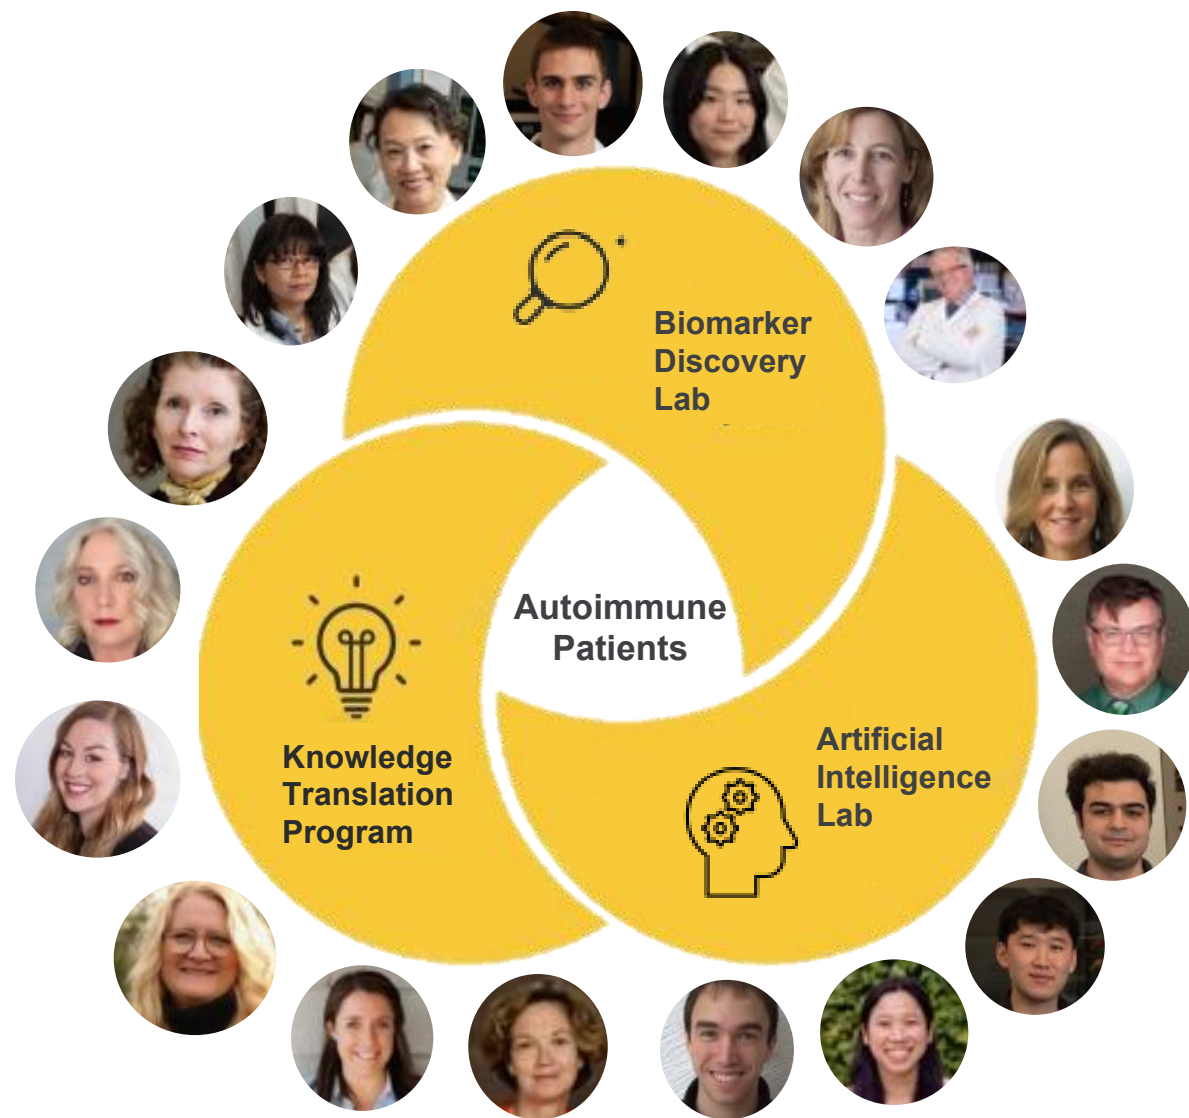 Biomarker
Discovery
Lab
Autoimmune
Patients
Knowledge
Translation
Program
Artificial
Intelligence
Lab